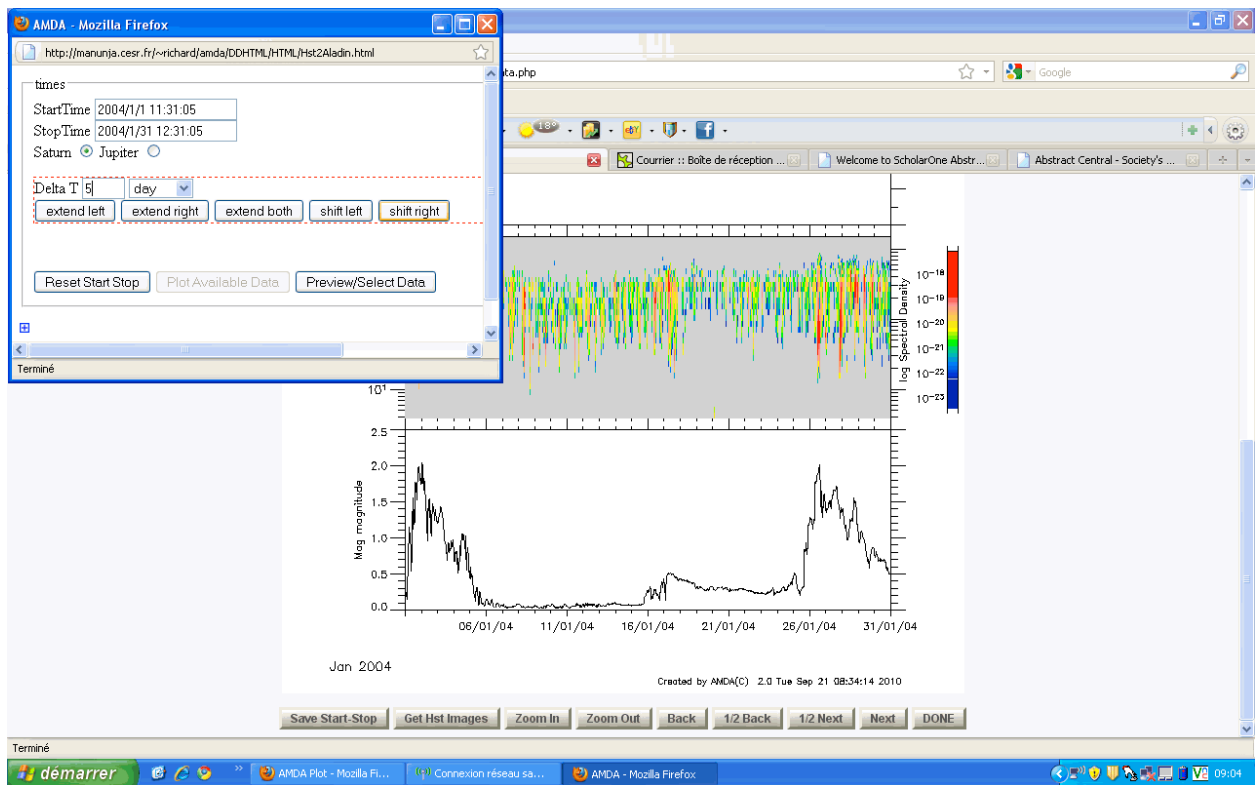 AMDA - Mozilla Firefox
http://manunja.cesr.fr/~richard/amda/DDHTML/HTML/Hst2Aladin.html
times
StartTime 2004/1/1 11:31:05
StopTime 2004/1/31 12:31:05
Saturn Jupiter
Delta T 5 day
extend left extend right extend both shift left shift right
Reset Start Stop Plot Available Data Preview/Select Data
Terminé
ta.php
Google
18°
Courrier :: Boîte de réception ... Welcome to ScholarOne Abstr... Abstract Central - Society's ...
10-18
10-19
10-20
10-21
10-22
10-23
log Spectral Density
10¹
2.5
2.0
1.5
1.0
0.5
0.0
Mag magnitude
06/01/04 11/01/04 16/01/04 21/01/04 26/01/04 31/01/04
Jan 2004
Created by AMDA(C) 2.0 Tue Sep 21 08:34:14 2010
Save Start-Stop Get Hst Images Zoom In Zoom Out Back 1/2 Back 1/2 Next Next DONE
Terminé
démarrer AMDA Plot - Mozilla Fi... Connexion réseau sa... AMDA - Mozilla Firefox 09:04